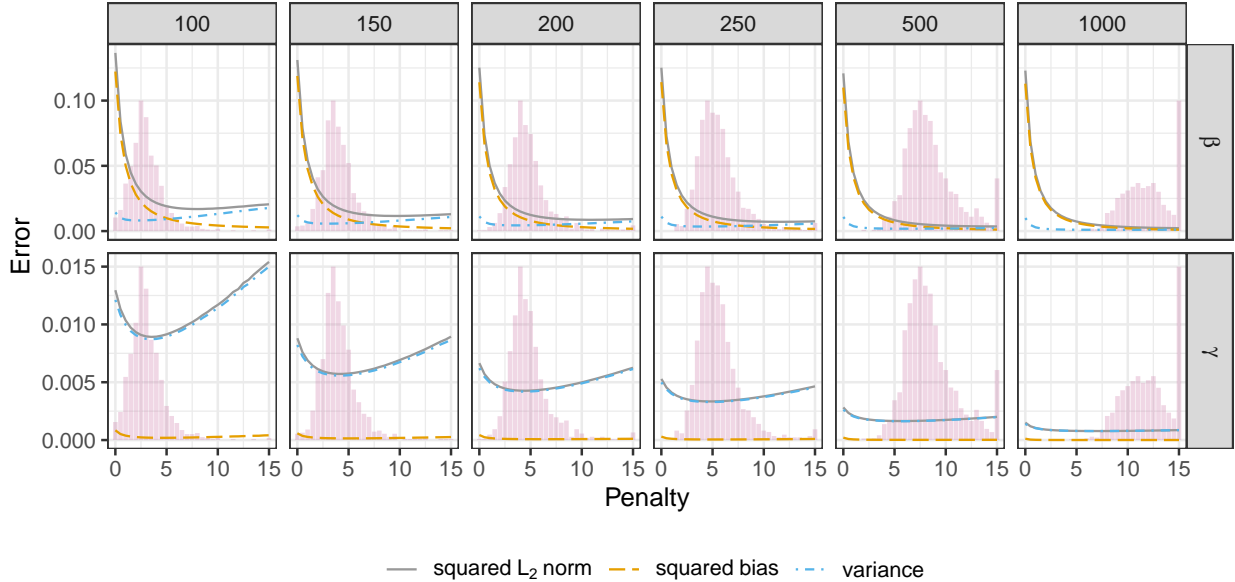 100 150 200 250 500 1000
0.10
0.05
0.00
β
Error
0.015
0.010
0.005
0.000
γ
0 5 10 15 0 5 10 15 0 5 10 15 0 5 10 15 0 5 10 15 0 5 10 15
Penalty
squared L₂ norm squared bias variance